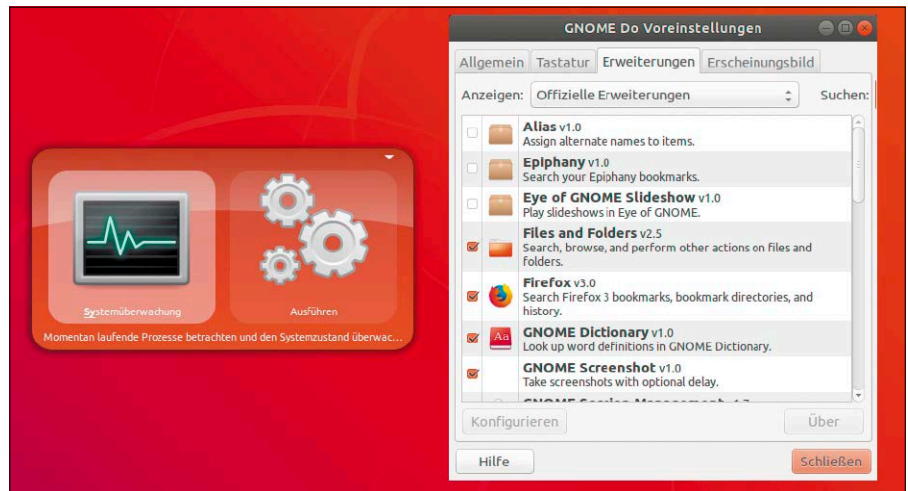 Systemüberwachung
Ausführen
Momentan laufende Prozesse betrachten und den Systemzustand überwac...
GNOME Do Voreinstellungen
Allgemein Tastatur Erweiterungen Erscheinungsbild
Anzeigen: Offizielle Erweiterungen Suchen:
Alias v1.0
Assign alternate names to items.
Epiphany v1.0
Search your Epiphany bookmarks.
Eye of GNOME Slideshow v1.0
Play slideshows in Eye of GNOME.
Files and Folders v2.5
Search, browse, and perform other actions on files and
folders.
Firefox v3.0
Search Firefox 3 bookmarks, bookmark directories, and
history.
Aa
GNOME Dictionary v1.0
Look up word definitions in GNOME Dictionary.
GNOME Screenshot v1.0
Take screenshots with optional delay.
GNOME Session Management
Konfigurieren Über
Hilfe Schließen